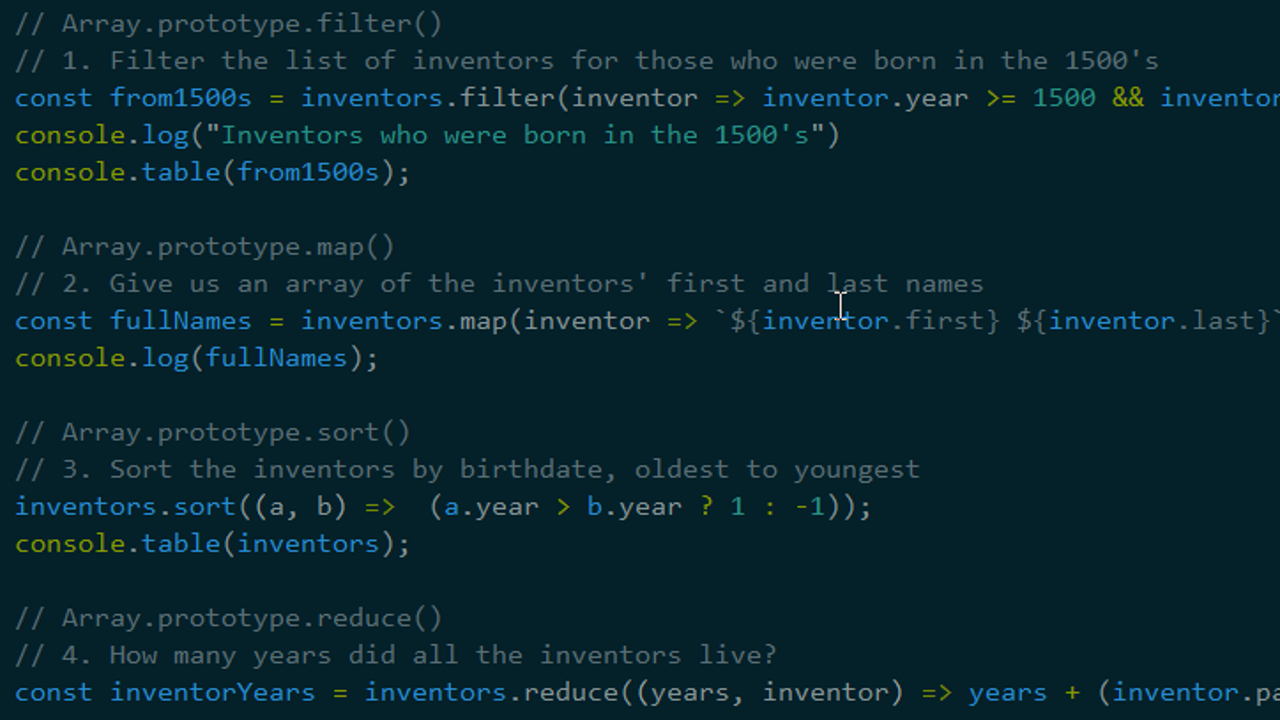 // Array.prototype.filter()
// 1. Filter the list of inventors for those who were born in the 1500's
const from1500s = inventors.filter(inventor => inventor.year >= 1500 && inventor
console.log("Inventors who were born in the 1500's")
console.table(from1500s);
// Array.prototype.map()
// 2. Give us an array of the inventors' first and last names
const fullNames = inventors.map(inventor => `${inventor.first} ${inventor.last}`
console.log(fullNames);
// Array.prototype.sort()
// 3. Sort the inventors by birthdate, oldest to youngest
inventors.sort((a, b) =>  (a.year > b.year ? 1 : -1));
console.table(inventors);
// Array.prototype.reduce()
// 4. How many years did all the inventors live?
const inventorYears = inventors.reduce((years, inventor) => years + (inventor.pa